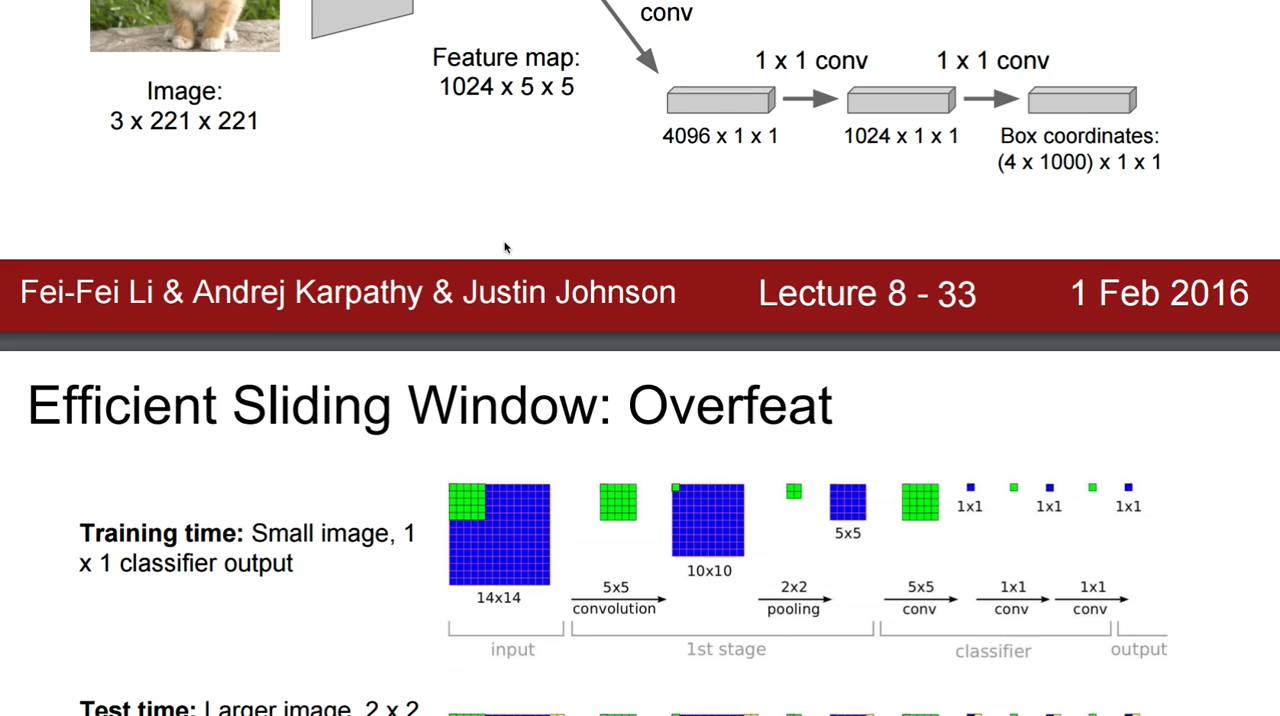 conv
Feature map:
1024 x 5 x 5
1 x 1 conv
1 x 1 conv
Image:
3 x 221 x 221
4096 x 1 x 1
1024 x 1 x 1
Box coordinates:
(4 x 1000) x 1 x 1
Fei-Fei Li & Andrej Karpathy & Justin Johnson
Lecture 8 - 33
1 Feb 2016
Efficient Sliding Window: Overfeat
Training time: Small image, 1
x 1 classifier output
1x1
1x1
1x1
5x5
10x10
14x14
5x5
convolution
2x2
pooling
5x5
conv
1x1
conv
1x1
conv
input
1st stage
classifier
output
Test time: Larger image, 2 x 2